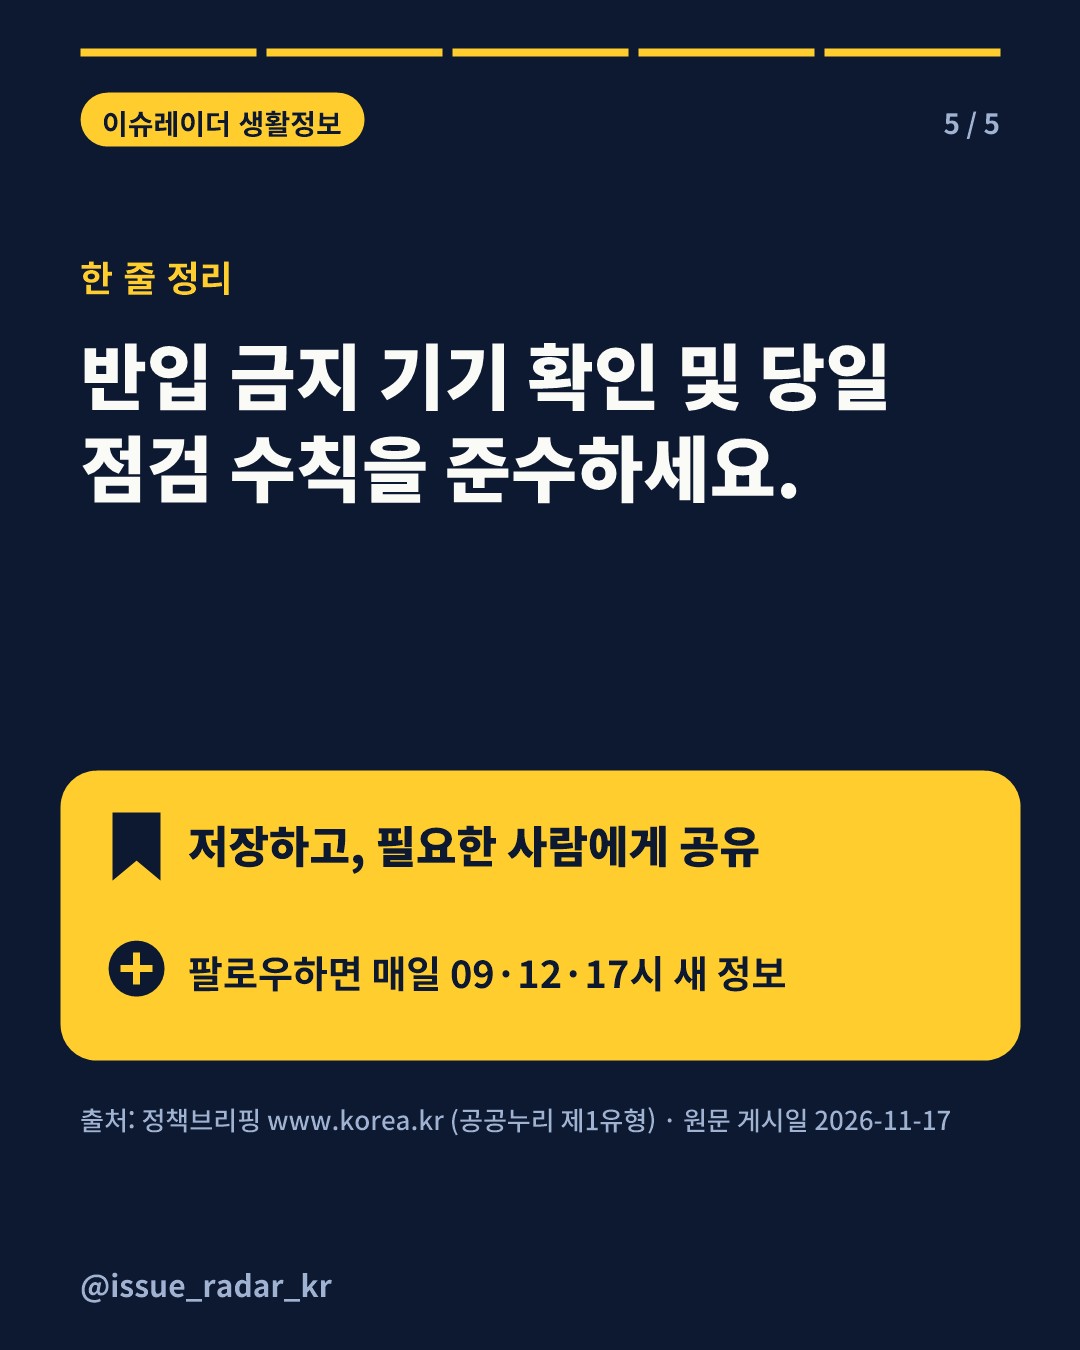 이슈레이더 생활정보
5 / 5
한 줄 정리
반입 금지 기기 확인 및 당일
점검 수칙을 준수하세요.
저장하고, 필요한 사람에게 공유
팔로우하면 매일 09·12·17시 새 정보
출처: 정책브리핑 www.korea.kr (공공누리 제1유형) · 원문 게시일 2026-11-17
@issue_radar_kr